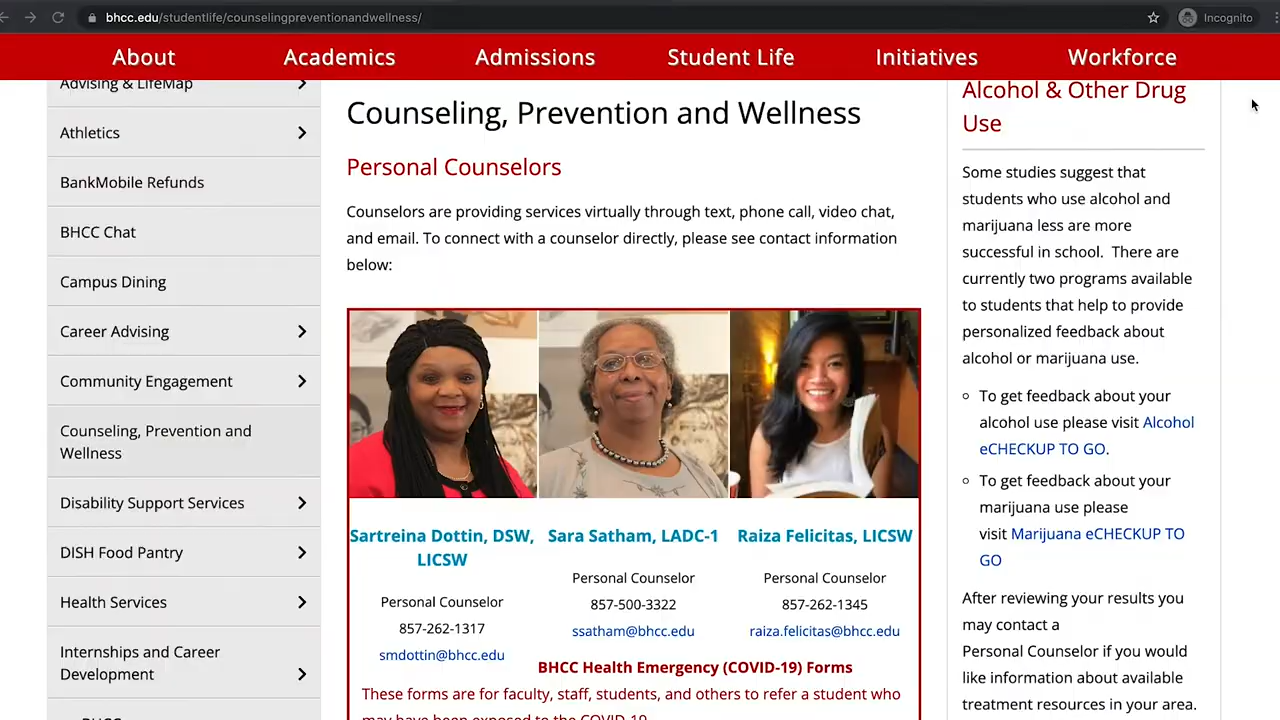 bhcc.edu/studentlife/counselingpreventionandwellness/
Incognito
About
Academics
Admissions
Student Life
Initiatives
Workforce
Advising & LifeMap
Athletics
BankMobile Refunds
BHCC Chat
Campus Dining
Career Advising
Community Engagement
Counseling, Prevention and
Wellness
Disability Support Services
DISH Food Pantry
Health Services
Internships and Career
Development
Counseling, Prevention and Wellness
Personal Counselors
Counselors are providing services virtually through text, phone call, video chat,
and email. To connect with a counselor directly, please see contact information
below:
Sartreina Dottin, DSW,
LICSW
Personal Counselor
857-262-1317
smdottin@bhcc.edu
Sara Satham, LADC-1
Personal Counselor
857-500-3322
ssatham@bhcc.edu
Raiza Felicitas, LICSW
Personal Counselor
857-262-1345
raiza.felicitas@bhcc.edu
BHCC Health Emergency (COVID-19) Forms
These forms are for faculty, staff, students, and others to refer a student who
may have been exposed to the COVID-19
Alcohol & Other Drug
Use
Some studies suggest that
students who use alcohol and
marijuana less are more
successful in school. There are
currently two programs available
to students that help to provide
personalized feedback about
alcohol or marijuana use.
To get feedback about your
alcohol use please visit Alcohol
eCHECKUP TO GO.
To get feedback about your
marijuana use please
visit Marijuana eCHECKUP TO
GO
After reviewing your results you
may contact a
Personal Counselor if you would
like information about available
treatment resources in your area.